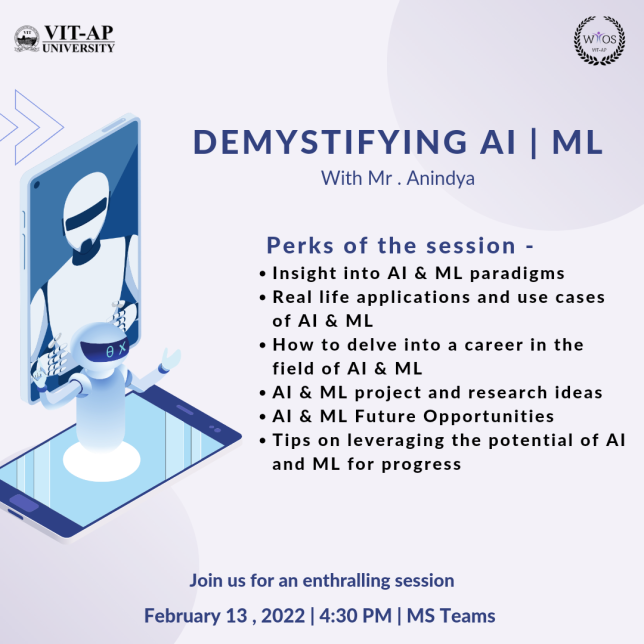 VIT-AP
UNIVERSITY
WiOS
VIT-AP
DEMYSTIFYING AI | ML
With Mr . Anindya
Perks of the session -
• Insight into AI & ML paradigms
• Real life applications and use cases
of AI & ML
• How to delve into a career in the
field of AI & ML
• AI & ML project and research ideas
• AI & ML Future Opportunities
• Tips on leveraging the potential of AI
and ML for progress
Join us for an enthralling session
February 13 , 2022 | 4:30 PM | MS Teams